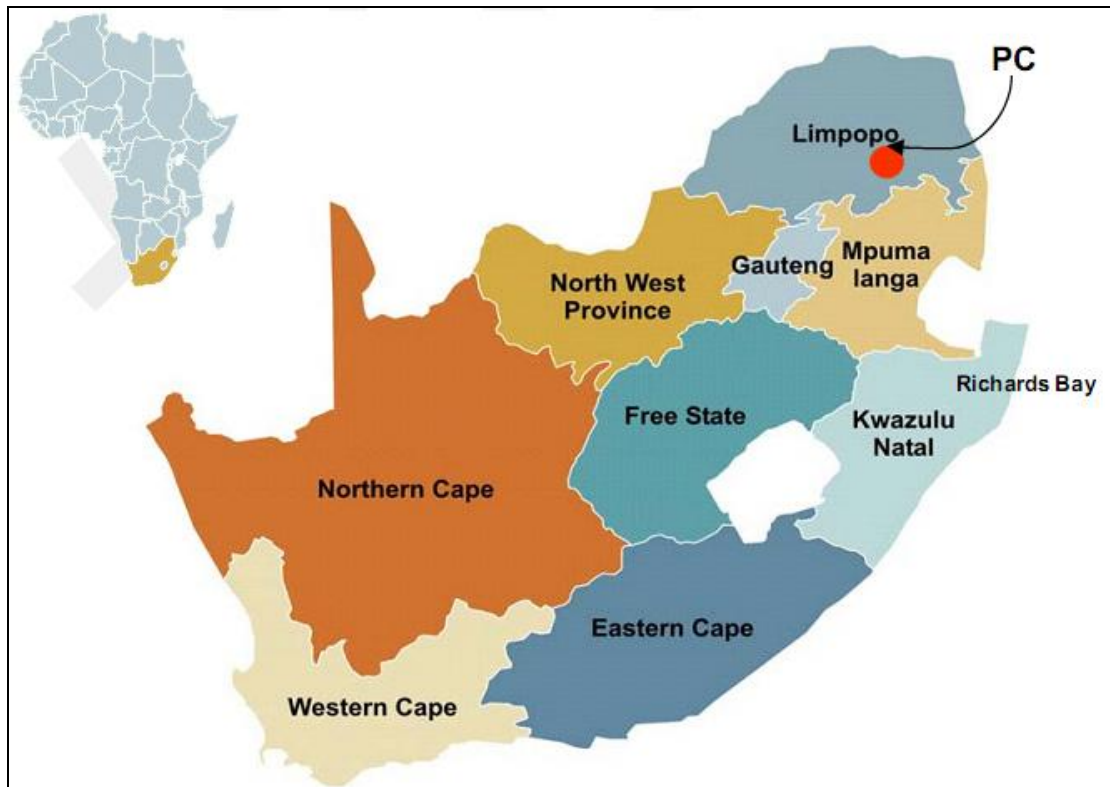 PC
Limpopo
Gauteng
Mpuma
langa
North West
Province
Richards Bay
Free State
Kwazulu
Natal
Northern Cape
Eastern Cape
Western Cape